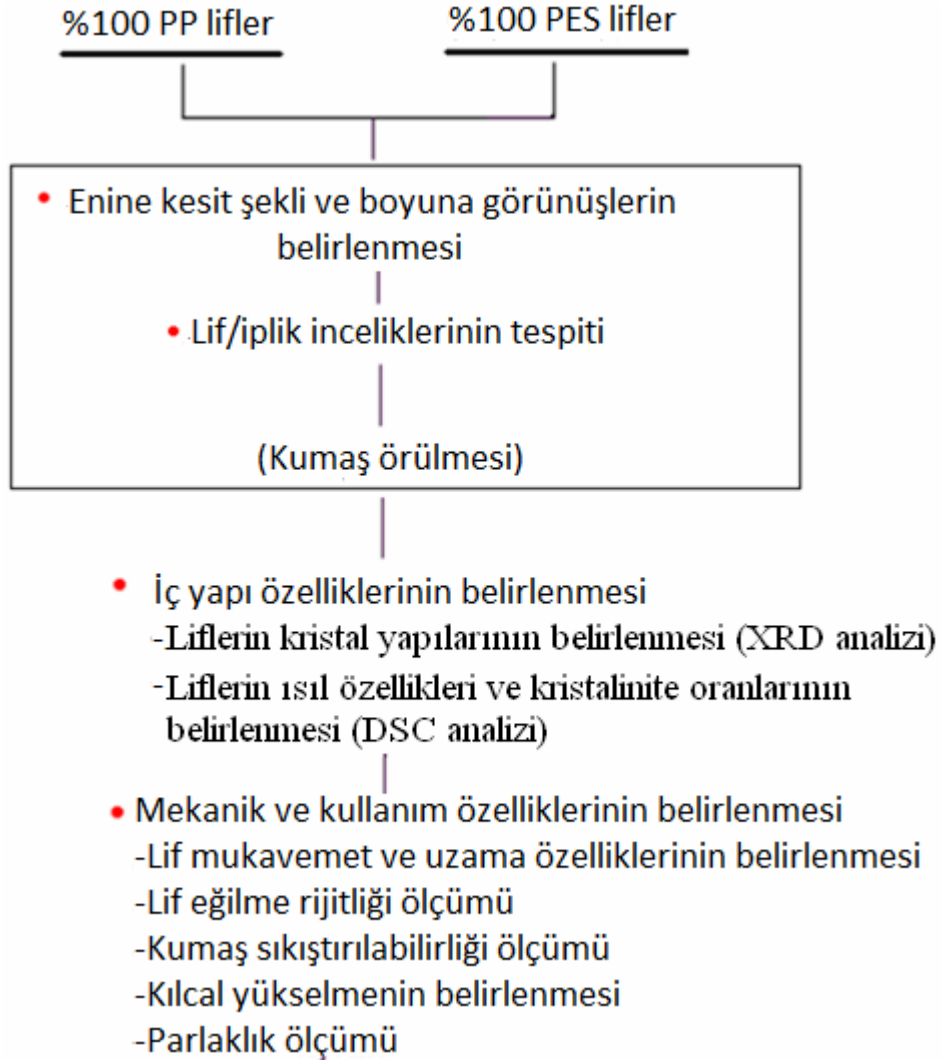 %100 PP lifler
%100 PES lifler
• Enine kesit şekli ve boyuna görünüşlerin
belirlenmesi
• Lif/iplik inceliklerinin tespiti
(Kumaş örülmesi)
• İç yapı özelliklerinin belirlenmesi
-Liflerin kristal yapılarının belirlenmesi (XRD analizi)
-Liflerin ısıl özellikleri ve kristalinite oranlarının
belirlenmesi (DSC analizi)
• Mekanik ve kullanım özelliklerinin belirlenmesi
-Lif mukavemet ve uzama özelliklerinin belirlenmesi
-Lif eğilme rijitliği ölçümü
-Kumaş sıkıştırılabilirliği ölçümü
-Kılcal yükselmenin belirlenmesi
-Parlaklık ölçümü